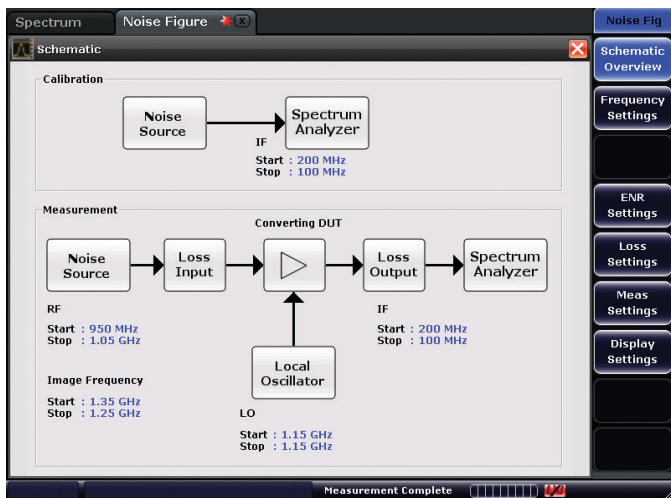 Spectrum
Noise Figure
Noise Fig
Schematic
Schematic
Overview
Frequency
Settings
ENR
Settings
Loss
Settings
Meas
Settings
Display
Settings
Calibration
Noise
Source
Spectrum
Analyzer
IF
Start : 200 MHz
Stop : 100 MHz
Measurement
Converting DUT
Noise
Source
Loss
Input
Loss
Output
Spectrum
Analyzer
RF
Start : 950 MHz
Stop : 1.05 GHz
IF
Start : 200 MHz
Stop : 100 MHz
Local
Oscillator
Image Frequency
Start : 1.35 GHz
Stop : 1.25 GHz
LO
Start : 1.15 GHz
Stop : 1.15 GHz
Measurement Complete